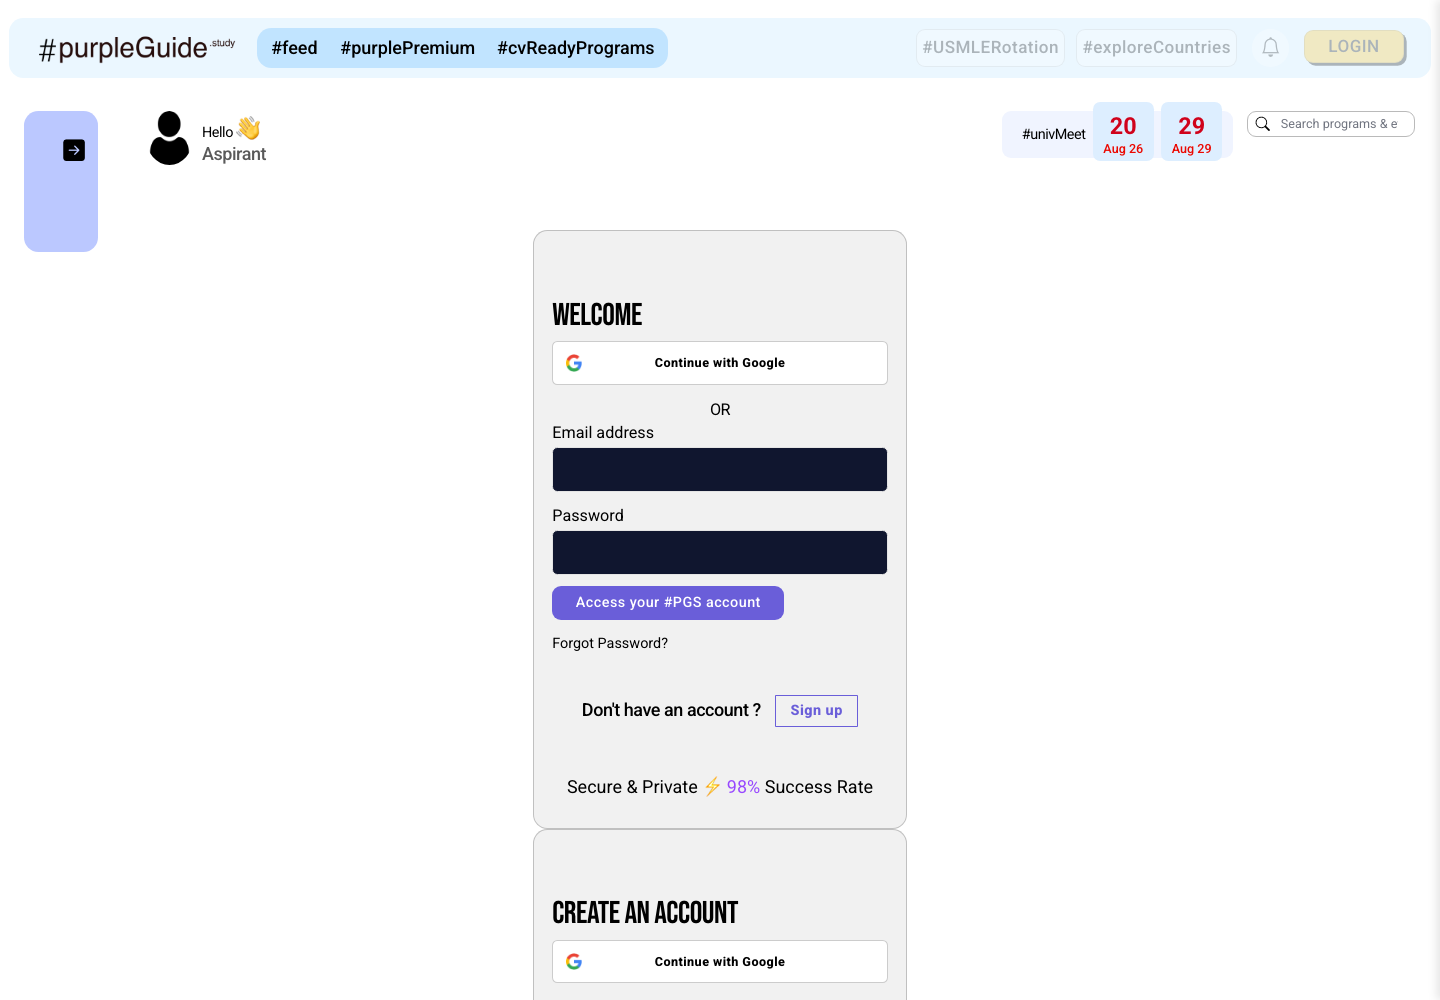 #purpleGuide.study
#feed #purplePremium #cvReadyPrograms
#USMLERotation #exploreCountries LOGIN
Hello 👋
Aspirant
#univMeet
20
Aug 26
29
Aug 29
Search programs & e
WELCOME
Continue with Google
OR
Email address
Password
Access your #PGS account
Forgot Password?
Don't have an account ? Sign up
Secure & Private ⚡ 98% Success Rate
CREATE AN ACCOUNT
Continue with Google